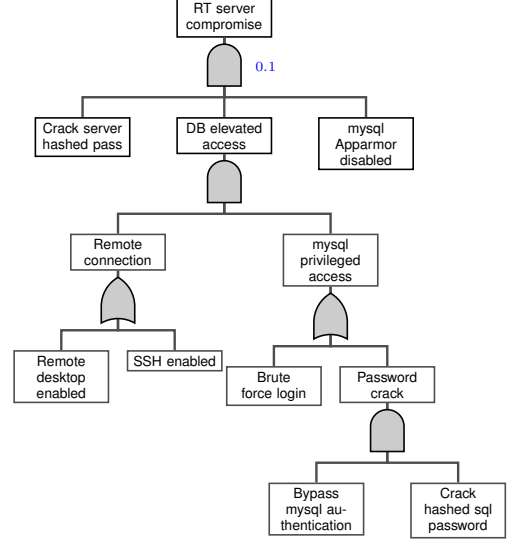 RT server
compromise
0.1
Crack server
hashed pass
DB elevated
access
mysql
Apparmor
disabled
Remote
connection
mysql
privileged
access
Remote
desktop
enabled
SSH enabled
Brute
force login
Password
crack
Bypass
mysql au-
thentication
Crack
hashed sql
password